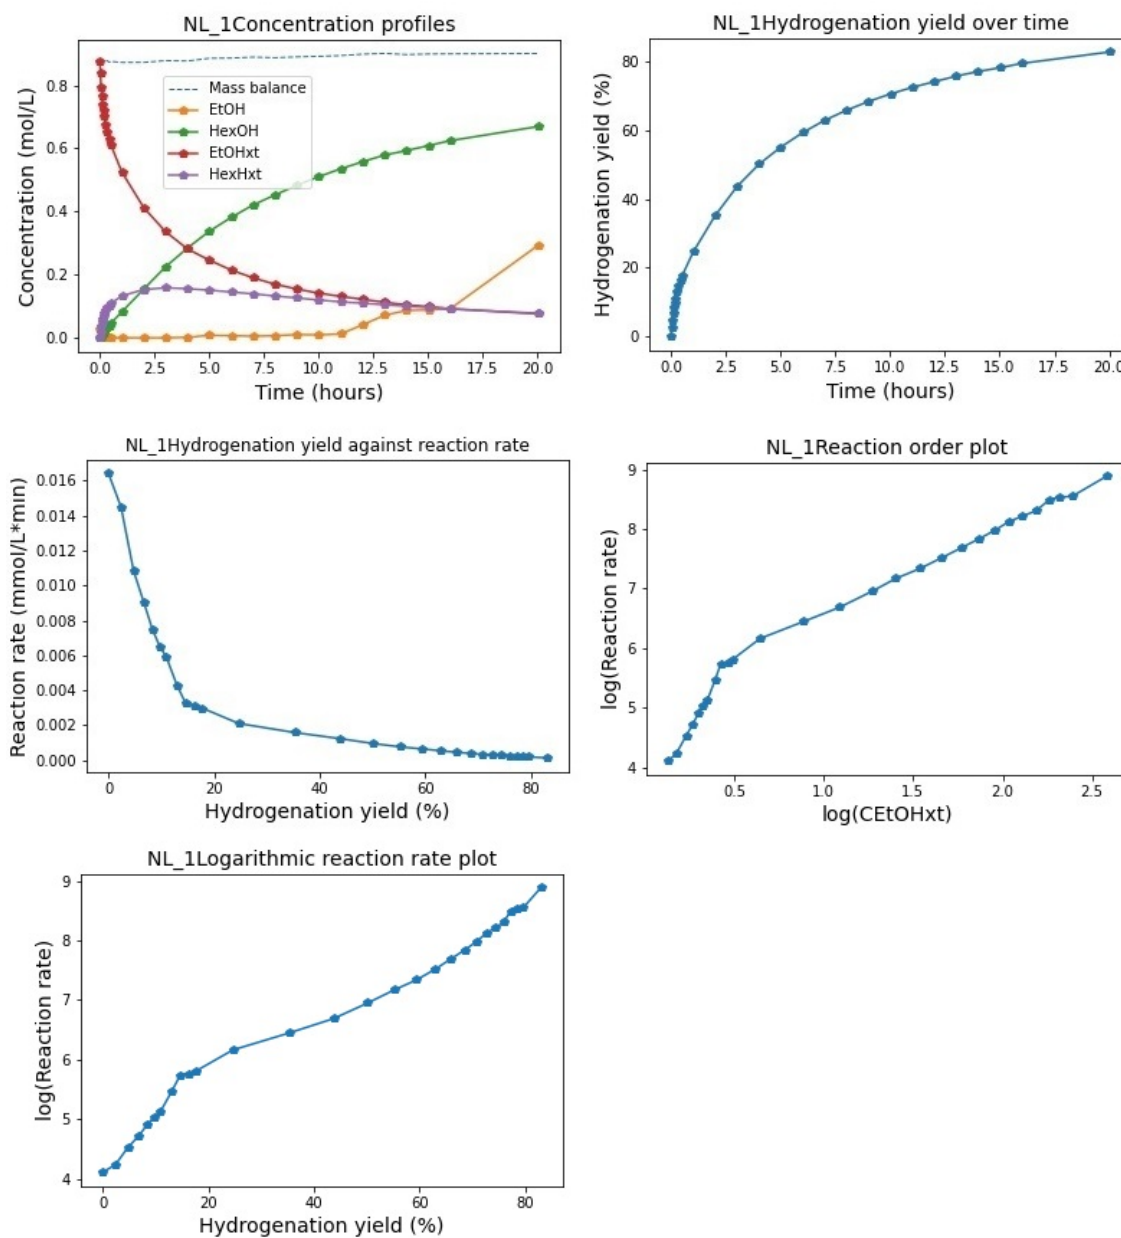 NL_1Concentration profiles
Concentration (mol/L)
0.8
0.6
0.4
0.2
0.0
Mass balance
EtOH
HexOH
EtOHxt
HexHxt
0.0 2.5 5.0 7.5 10.0 12.5 15.0 17.5 20.0
Time (hours)
NL_1Hydrogenation yield over time
Hydrogenation yield (%)
80
60
40
20
0
0.0 2.5 5.0 7.5 10.0 12.5 15.0 17.5 20.0
Time (hours)
NL_1Hydrogenation yield against reaction rate
Reaction rate (mmol/L*min)
0.016
0.014
0.012
0.010
0.008
0.006
0.004
0.002
0.000
0 20 40 60 80
Hydrogenation yield (%)
NL_1Reaction order plot
log(Reaction rate)
9
8
7
6
5
4
0.5 1.0 1.5 2.0 2.5
log(CEtOHxt)
NL_1Logarithmic reaction rate plot
log(Reaction rate)
9
8
7
6
5
4
0 20 40 60 80
Hydrogenation yield (%)